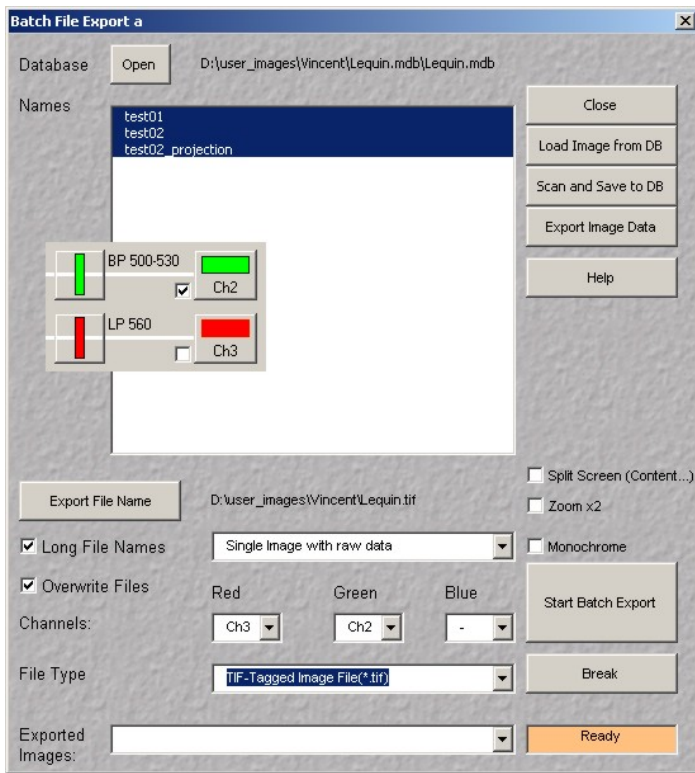 Batch File Export a
Database Open D:\user_images\Vincent\Lequin.mdb\Lequin.mdb
Names
test01
test02
test02_projection
Close
Load Image from DB
Scan and Save to DB
Export Image Data
Help
BP 500-530
Ch2
LP 560
Ch3
Split Screen (Content...)
Export File Name D:\user_images\Vincent\Lequin.tif
Zoom x2
Long File Names Single Image with raw data Monochrome
Overwrite Files
Red Green Blue
Start Batch Export
Channels: Ch3 Ch2 -
File Type TIF-Tagged Image File(*.tif) Break
Exported
Images:
Ready